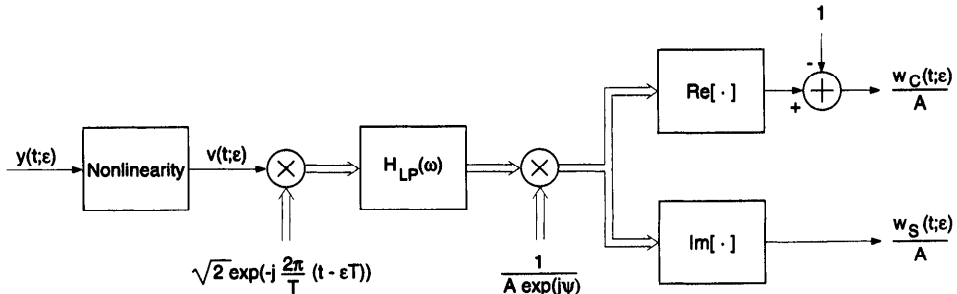 1
-
w_C(t;ε)
A
Re[ · ]
+
y(t;ε)
Nonlinearity
v(t;ε)
H_LP(ω)
√2 exp(-j 2π/T (t - εT))
1
A exp(jψ)
Im[ · ]
w_S(t;ε)
A